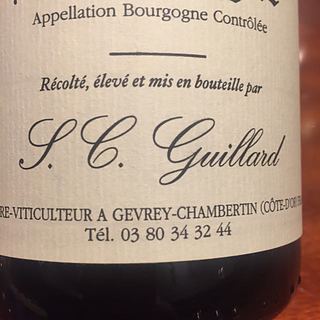 Appellation Bourgogne Contrôlée
Récolté, élevé et mis en bouteille par
S. C. Guillard
RE-VITICULTEUR A GEVREY-CHAMBERTIN (CÔTE-D'OR)
Tél. 03 80 34 32 44